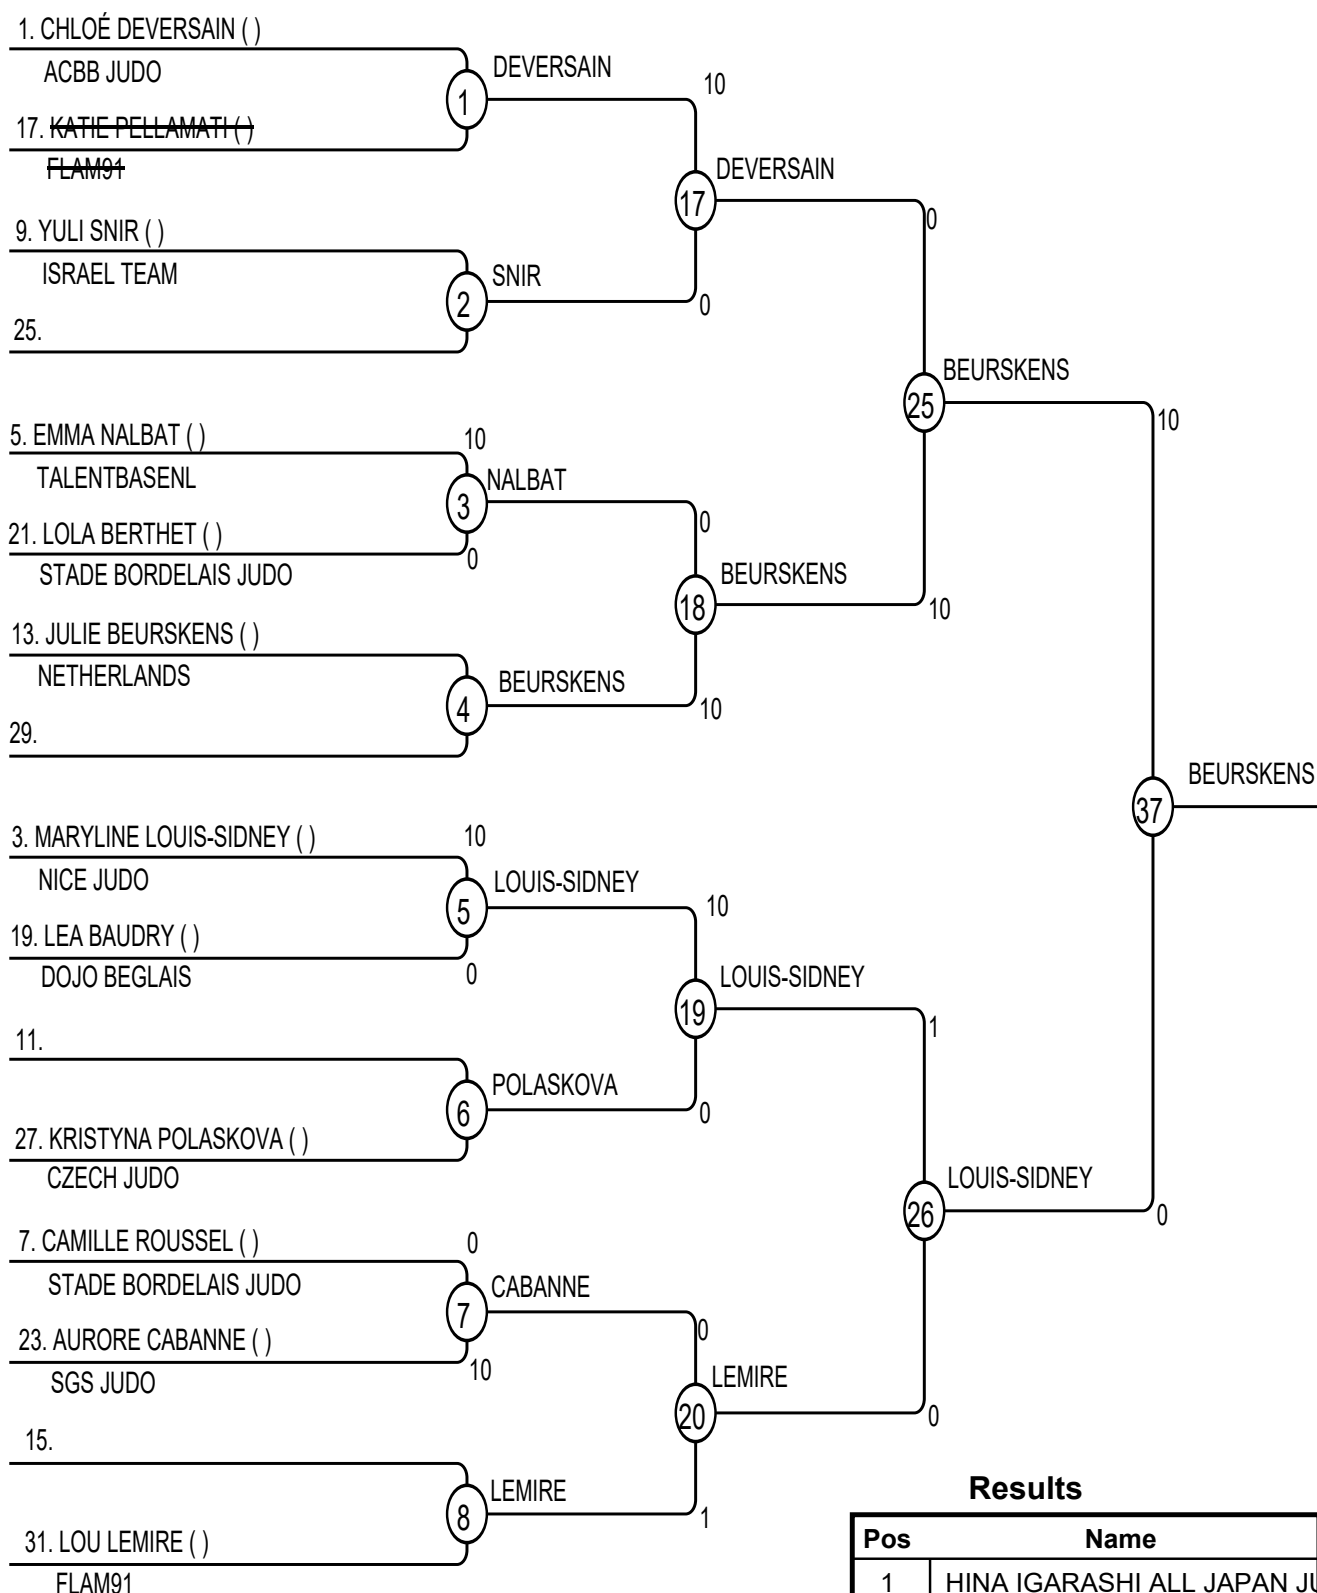 1. CHLOÉ DEVERSAIN ( )
ACBB JUDO
1
DEVERSAIN
10
17. KATIE PELLAMATI ( )
FLAM91
17
DEVERSAIN
0
9. YULI SNIR ( )
ISRAEL TEAM
2
SNIR
0
25.
25
BEURSKENS
10
5. EMMA NALBAT ( )
10
TALENTBASENL
3
NALBAT
0
21. LOLA BERTHET ( )
0
STADE BORDELAIS JUDO
18
BEURSKENS
10
13. JULIE BEURSKENS ( )
NETHERLANDS
4
BEURSKENS
10
29.
37
BEURSKENS
3. MARYLINE LOUIS-SIDNEY ( )
10
NICE JUDO
5
LOUIS-SIDNEY
10
19. LEA BAUDRY ( )
0
DOJO BEGLAIS
19
LOUIS-SIDNEY
1
11.
6
POLASKOVA
0
27. KRISTYNA POLASKOVA ( )
CZECH JUDO
26
LOUIS-SIDNEY
0
7. CAMILLE ROUSSEL ( )
0
STADE BORDELAIS JUDO
7
CABANNE
0
23. AURORE CABANNE ( )
10
SGS JUDO
20
LEMIRE
0
15.
8
LEMIRE
1
31. LOU LEMIRE ( )
FLAM91
Results
Pos Name
1 HINA IGARASHI ALL JAPAN JU